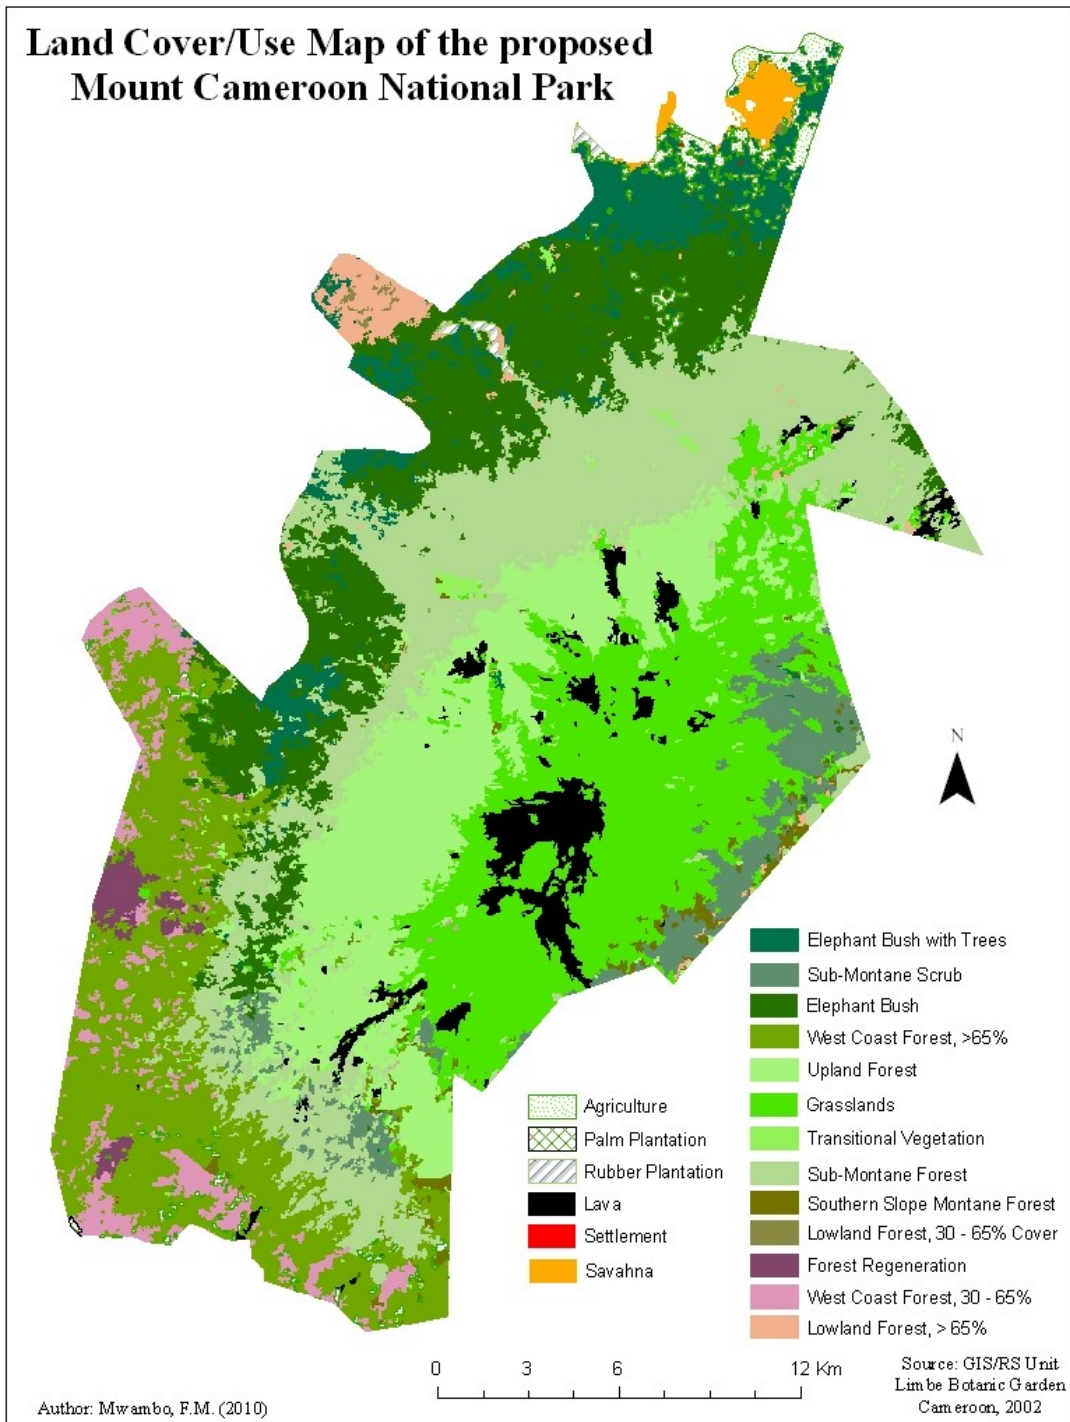 Land Cover/Use Map of the proposed
Mount Cameroon National Park
N
Elephant Bush with Trees
Sub-Montane Scrub
Elephant Bush
West Coast Forest, >65%
Upland Forest
Grasslands
Transitional Vegetation
Sub-Montane Forest
Southern Slope Montane Forest
Lowland Forest, 30 - 65% Cover
Forest Regeneration
West Coast Forest, 30 - 65%
Lowland Forest, > 65%
Agriculture
Palm Plantation
Rubber Plantation
Lava
Settlement
Savahna
0 3 6 12 Km
Source: GIS/RS Unit
Limbe Botanic Garden
Cameroon, 2002
Author: Mwambo, F.M. (2010)